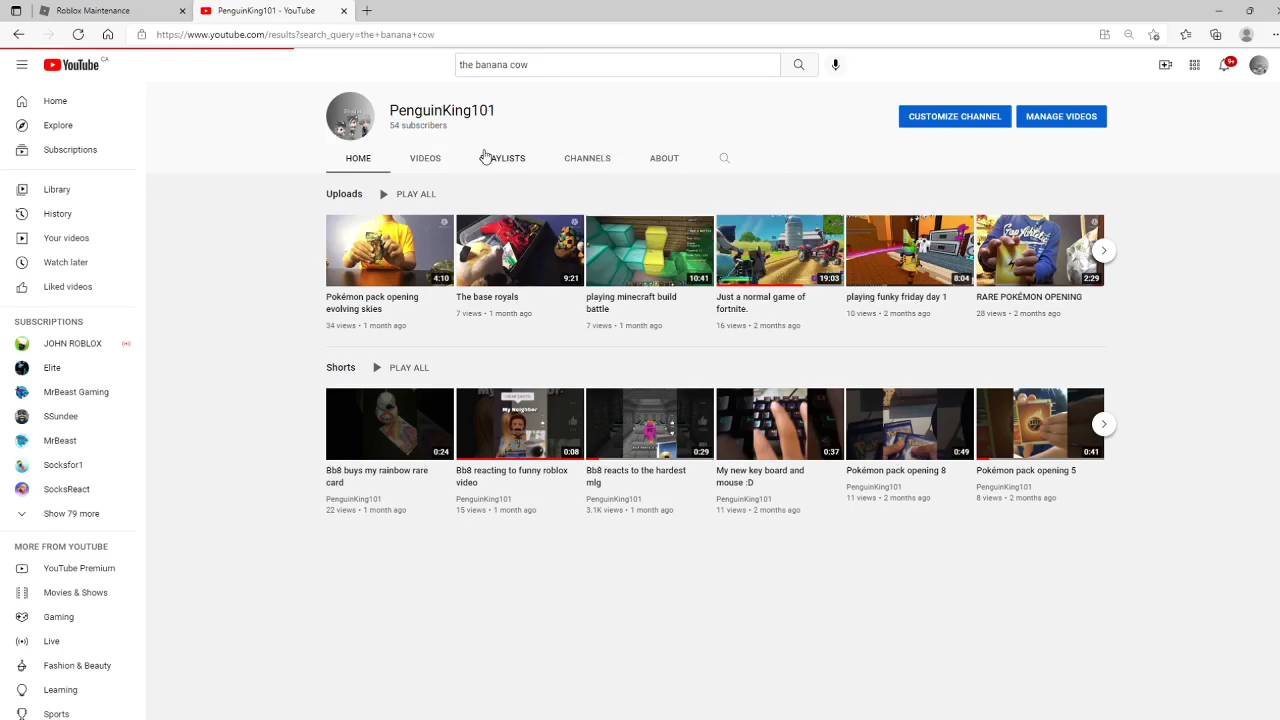 Roblox Maintenance
PenguinKing101 - YouTube
https://www.youtube.com/results?search_query=the+banana+cow
YouTube CA
the banana cow
9+
Home
Explore
Subscriptions
Library
History
Your videos
Watch later
Liked videos
SUBSCRIPTIONS
JOHN ROBLOX
Elite
MrBeast Gaming
SSundee
MrBeast
Socksfor1
SocksReact
Show 79 more
MORE FROM YOUTUBE
YouTube Premium
Movies & Shows
Gaming
Live
Fashion & Beauty
Learning
Sports
PenguinKing101
54 subscribers
CUSTOMIZE CHANNEL
MANAGE VIDEOS
HOME VIDEOS PLAYLISTS CHANNELS ABOUT
Uploads PLAY ALL
4:10 9:21 10:41 19:03 8:04 2:29
Pokémon pack opening evolving skies
34 views • 1 month ago
The base royals
7 views • 1 month ago
playing minecraft build battle
7 views • 1 month ago
Just a normal game of fortnite.
16 views • 2 months ago
playing funky friday day 1
10 views • 2 months ago
RARE POKÉMON OPENING
28 views • 2 months ago
Shorts PLAY ALL
My Neighbor
0:24 0:08 0:29 0:37 0:49 0:41
Bb8 buys my rainbow rare card
PenguinKing101
22 views • 1 month ago
Bb8 reacting to funny roblox video
PenguinKing101
15 views • 1 month ago
Bb8 reacts to the hardest mlg
PenguinKing101
3.1K views • 1 month ago
My new key board and mouse :D
PenguinKing101
11 views • 2 months ago
Pokémon pack opening 8
PenguinKing101
11 views • 2 months ago
Pokémon pack opening 5
PenguinKing101
8 views • 2 months ago